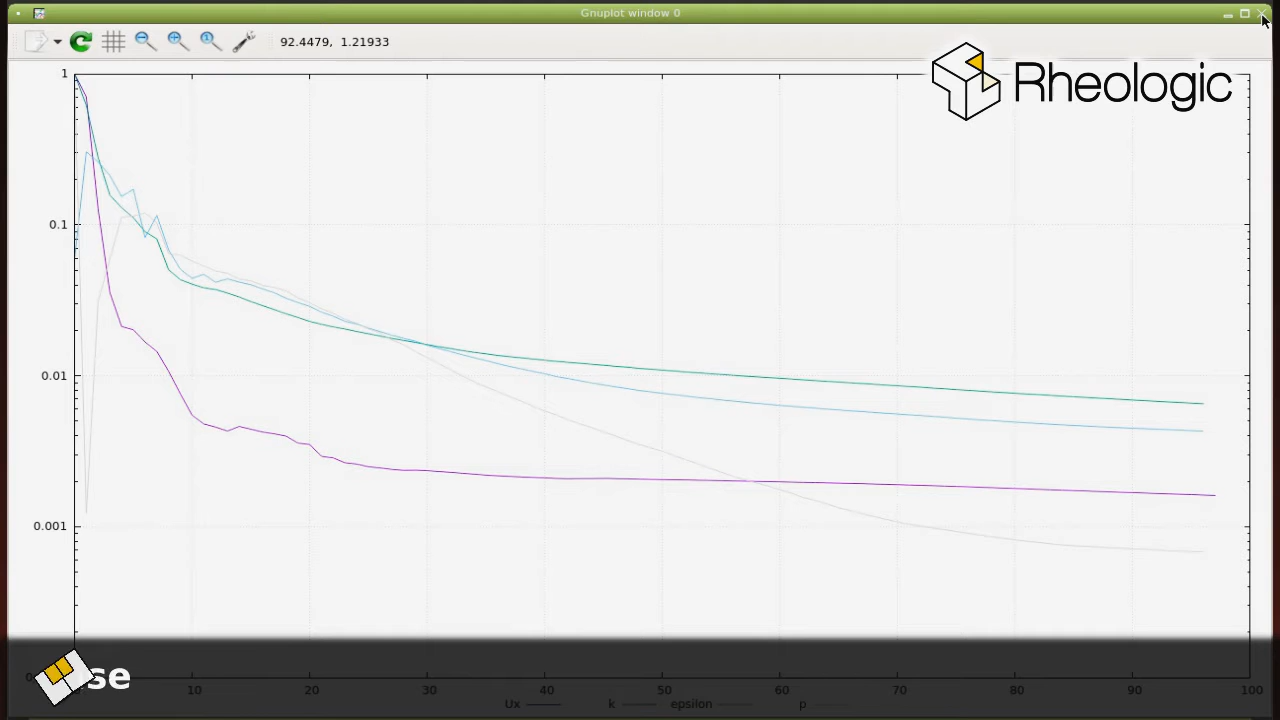 Gnuplot window 0
92.4479, 1.21933
Rheologic
1
0.1
0.01
0.001
se
10 20 30 40 50 60 70 80 90 100
Ux k epsilon p